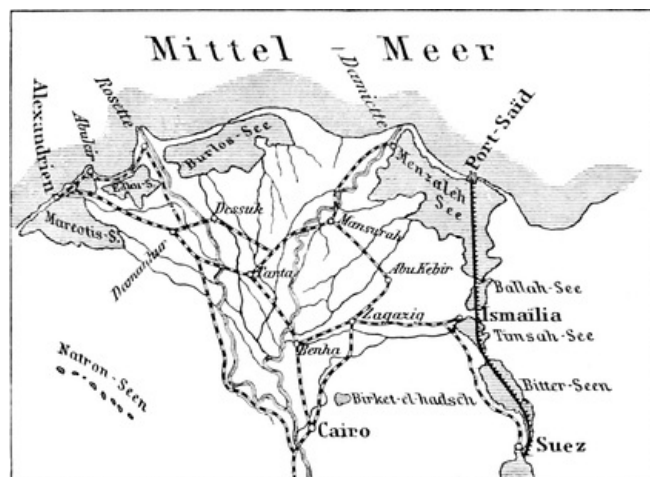 Mittel Meer
Alexandrien
Abukir
Rosette
Damiette
Port-Saïd
Burlos-See
Menzaleh
See
Mareotis-S.
Dessuk
Mansurah
Damanhur
Tanta
Abu Kebir
Ballah-See
Zagazig
Ismaïlia
Timsah-See
Benha
Natron-Seen
Birket-el-hadsch
Bitter-Seen
Cairo
Suez